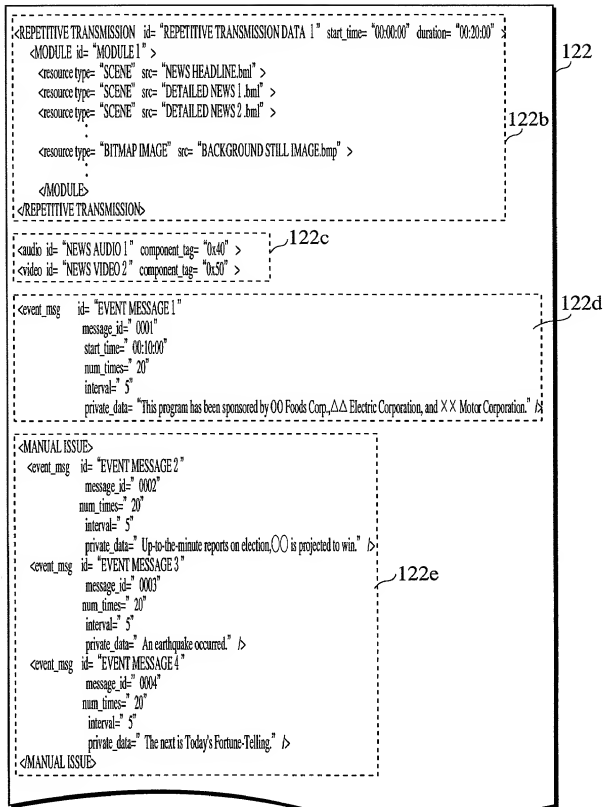 <REPETITIVE TRANSMISSION id= “REPETITIVE TRANSMISSION DATA 1” start_time= “00:00:00” duration= “00:20:00” >
122
<MODULE id= “MODULE 1” >
<resource type= “SCENE” src= “NEWS HEADLINE.bml” >
<resource type= “SCENE” src= “DETAILED NEWS 1 .bml” >
<resource type= “SCENE” src= “DETAILED NEWS 2 .bml” >
122b
<resource type= “BITMAP IMAGE” src= “BACKGROUND STILL IMAGE.bmp” >
</MODULE>
</REPETITIVE TRANSMISSION>
122c
<audio id= “NEWS AUDIO 1” component_tag= “0x40” >
<video id= “NEWS VIDEO 2” component_tag= “0x50” >
122d
<event_msg id= “EVENT MESSAGE 1”
message_id=” 0001”
start_time=” 00:10:00”
num_times=” 20”
interval=” 5”
private_data= “This program has been sponsored by OO Foods Corp.,△△ Electric Corporation, and ×× Motor Corporation.” />
<MANUAL ISSUE>
<event_msg id= “EVENT MESSAGE 2”
message_id=” 0002”
num_times=” 20”
interval=” 5”
private_data=” Up-to-the-minute reports on election,○○ is projected to win.” />
<event_msg id= “EVENT MESSAGE 3”
122e
message_id=” 0003”
num_times=” 20”
interval=” 5”
private_data=” An earthquake occurred.” />
<event_msg id= “EVENT MESSAGE 4”
message_id=” 0004”
num_times=” 20”
interval=” 5”
private_data=” The next is Today's Fortune-Telling.” />
</MANUAL ISSUE>